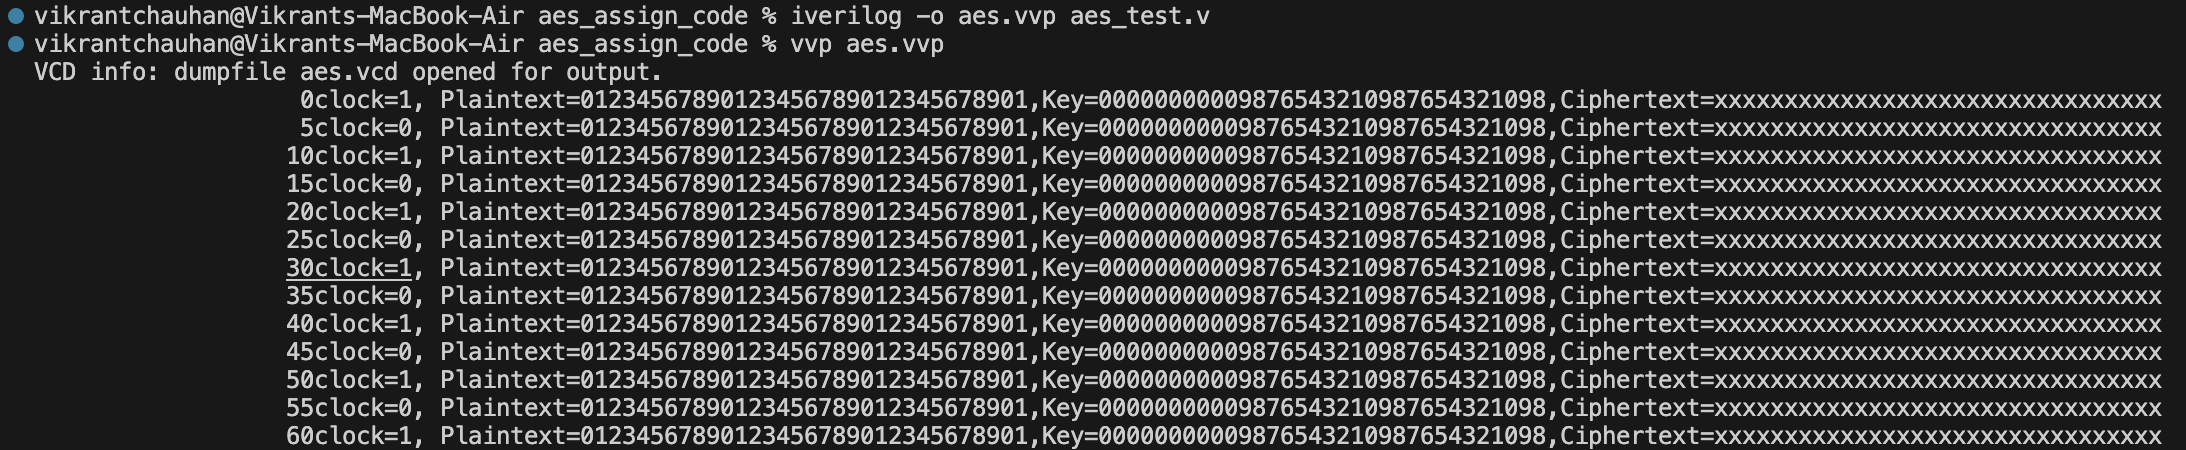 vikrantchauhan@Vikrants-MacBook-Air aes_assign_code % iverilog -o aes.vvp aes_test.v
vikrantchauhan@Vikrants-MacBook-Air aes_assign_code % vvp aes.vvp
VCD info: dumpfile aes.vcd opened for output.
0clock=1, Plaintext=01234567890123456789012345678901,Key=00000000009876543210987654321098,Ciphertext=xxxxxxxxxxxxxxxxxxxxxxxxxxxxxxxx
5clock=0, Plaintext=01234567890123456789012345678901,Key=00000000009876543210987654321098,Ciphertext=xxxxxxxxxxxxxxxxxxxxxxxxxxxxxxxx
10clock=1, Plaintext=01234567890123456789012345678901,Key=00000000009876543210987654321098,Ciphertext=xxxxxxxxxxxxxxxxxxxxxxxxxxxxxxxx
15clock=0, Plaintext=01234567890123456789012345678901,Key=00000000009876543210987654321098,Ciphertext=xxxxxxxxxxxxxxxxxxxxxxxxxxxxxxxx
20clock=1, Plaintext=01234567890123456789012345678901,Key=00000000009876543210987654321098,Ciphertext=xxxxxxxxxxxxxxxxxxxxxxxxxxxxxxxx
25clock=0, Plaintext=01234567890123456789012345678901,Key=00000000009876543210987654321098,Ciphertext=xxxxxxxxxxxxxxxxxxxxxxxxxxxxxxxx
30clock=1, Plaintext=01234567890123456789012345678901,Key=00000000009876543210987654321098,Ciphertext=xxxxxxxxxxxxxxxxxxxxxxxxxxxxxxxx
35clock=0, Plaintext=01234567890123456789012345678901,Key=00000000009876543210987654321098,Ciphertext=xxxxxxxxxxxxxxxxxxxxxxxxxxxxxxxx
40clock=1, Plaintext=01234567890123456789012345678901,Key=00000000009876543210987654321098,Ciphertext=xxxxxxxxxxxxxxxxxxxxxxxxxxxxxxxx
45clock=0, Plaintext=01234567890123456789012345678901,Key=00000000009876543210987654321098,Ciphertext=xxxxxxxxxxxxxxxxxxxxxxxxxxxxxxxx
50clock=1, Plaintext=01234567890123456789012345678901,Key=00000000009876543210987654321098,Ciphertext=xxxxxxxxxxxxxxxxxxxxxxxxxxxxxxxx
55clock=0, Plaintext=01234567890123456789012345678901,Key=00000000009876543210987654321098,Ciphertext=xxxxxxxxxxxxxxxxxxxxxxxxxxxxxxxx
60clock=1, Plaintext=01234567890123456789012345678901,Key=00000000009876543210987654321098,Ciphertext=xxxxxxxxxxxxxxxxxxxxxxxxxxxxxxxx